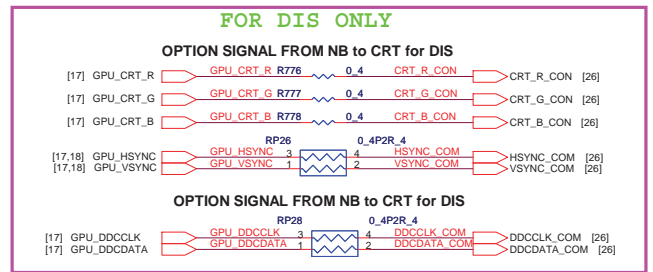 FOR DIS ONLY
OPTION SIGNAL FROM NB to CRT for DIS
[17] GPU_CRT_R GPU_CRT_R R776 0_4 CRT_R_CON CRT_R_CON [26]
[17] GPU_CRT_G GPU_CRT_G R777 0_4 CRT_G_CON CRT_G_CON [26]
[17] GPU_CRT_B GPU_CRT_B R778 0_4 CRT_B_CON CRT_B_CON [26]
RP26 0_4P2R_4
[17,18] GPU_HSYNC GPU_HSYNC 3 4 HSYNC_COM HSYNC_COM [26]
[17,18] GPU_VSYNC GPU_VSYNC 1 2 VSYNC_COM VSYNC_COM [26]
OPTION SIGNAL FROM NB to CRT for DIS
RP28 0_4P2R_4
[17] GPU_DDCCLK GPU_DDCCLK 3 4 DDCCLK_COM DDCCLK_COM [26]
[17] GPU_DDCDATA GPU_DDCDATA 1 2 DDCDATA_COM DDCDATA_COM [26]